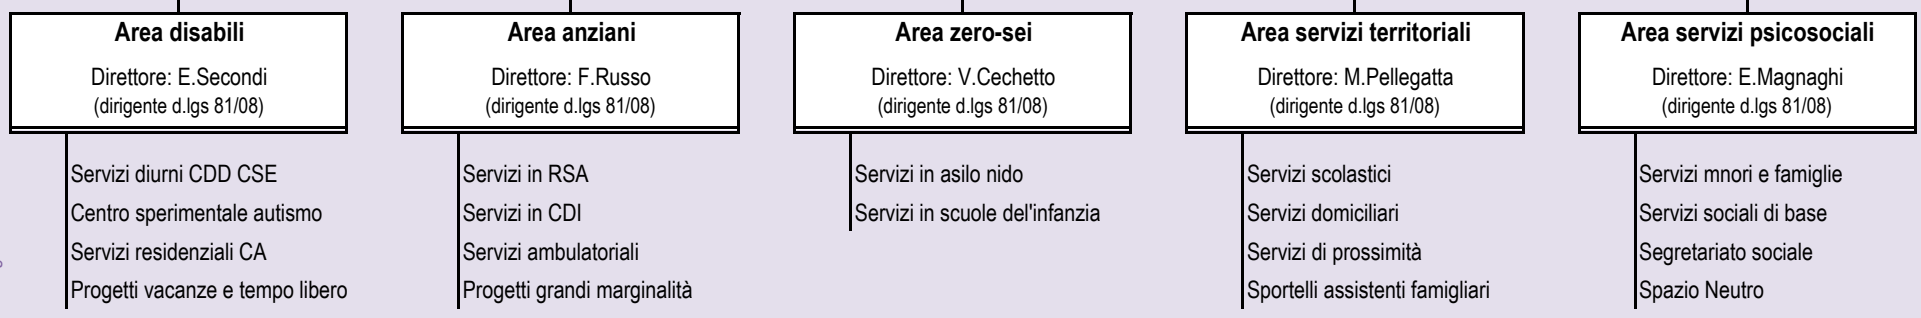 Area disabili
Direttore: E.Secondi
(dirigente d.lgs 81/08)
Servizi diurni CDD CSE
Centro sperimentale autismo
Servizi residenziali CA
Progetti vacanze e tempo libero
Area anziani
Direttore: F.Russo
(dirigente d.lgs 81/08)
Servizi in RSA
Servizi in CDI
Servizi ambulatoriali
Progetti grandi marginalità
Area zero-sei
Direttore: V.Cechetto
(dirigente d.lgs 81/08)
Servizi in asilo nido
Servizi in scuole del'infanzia
Area servizi territoriali
Direttore: M.Pellegatta
(dirigente d.lgs 81/08)
Servizi scolastici
Servizi domiciliari
Servizi di prossimità
Sportelli assistenti famigliari
Area servizi psicosociali
Direttore: E.Magnaghi
(dirigente d.lgs 81/08)
Servizi mnori e famiglie
Servizi sociali di base
Segretariato sociale
Spazio Neutro